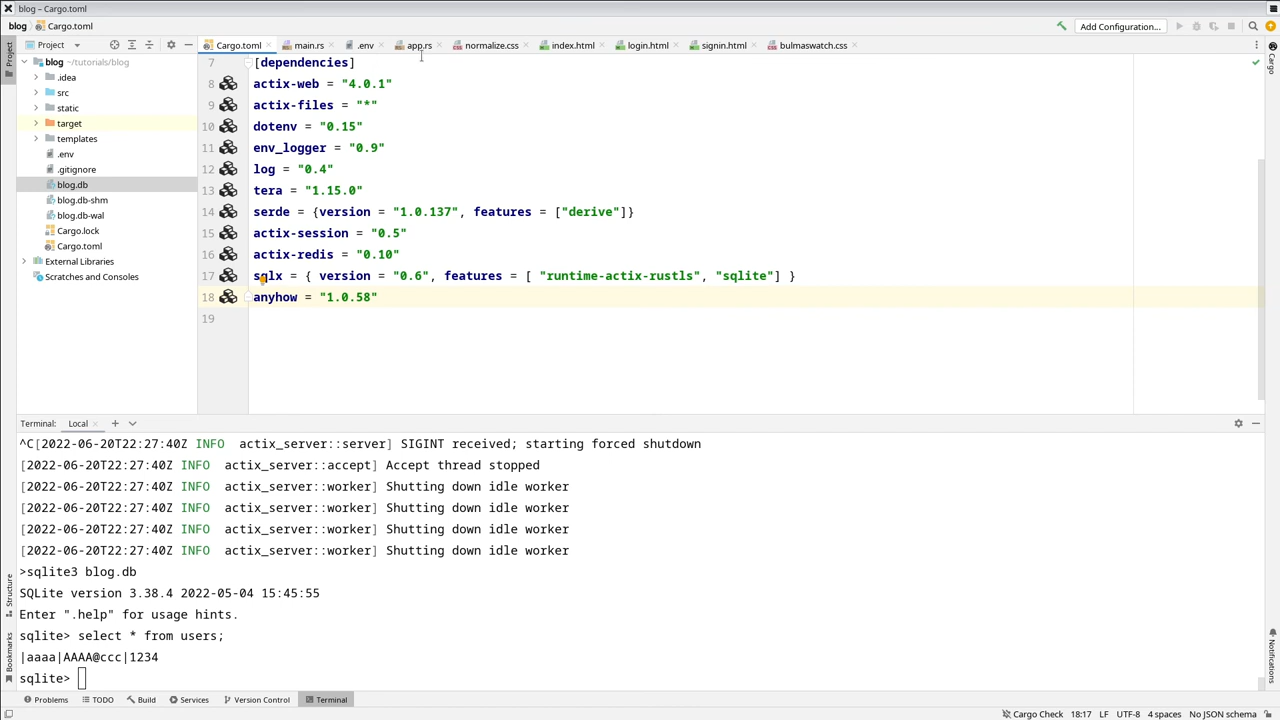 blog – Cargo.toml
blog
Cargo.toml
Add Configuration...
Project
Cargo.toml
main.rs
.env
app.rs
normalize.css
index.html
login.html
signin.html
bulmaswatch.css
Project
Cargo
blog ~/tutorials/blog
.idea
src
static
target
templates
.env
.gitignore
blog.db
blog.db-shm
blog.db-wal
Cargo.lock
Cargo.toml
External Libraries
Scratches and Consoles
7 [dependencies]
8 actix-web = "4.0.1"
9 actix-files = "*"
10 dotenv = "0.15"
11 env_logger = "0.9"
12 log = "0.4"
13 tera = "1.15.0"
14 serde = {version = "1.0.137", features = ["derive"]}
15 actix-session = "0.5"
16 actix-redis = "0.10"
17 sqlx = { version = "0.6", features = [ "runtime-actix-rustls", "sqlite"] }
18 anyhow = "1.0.58"
19
Terminal: Local
^C[2022-06-20T22:27:40Z INFO actix_server::server] SIGINT received; starting forced shutdown
[2022-06-20T22:27:40Z INFO actix_server::accept] Accept thread stopped
[2022-06-20T22:27:40Z INFO actix_server::worker] Shutting down idle worker
[2022-06-20T22:27:40Z INFO actix_server::worker] Shutting down idle worker
[2022-06-20T22:27:40Z INFO actix_server::worker] Shutting down idle worker
[2022-06-20T22:27:40Z INFO actix_server::worker] Shutting down idle worker
>sqlite3 blog.db
SQLite version 3.38.4 2022-05-04 15:45:55
Enter ".help" for usage hints.
sqlite> select * from users;
|aaaa|AAAA@ccc|1234
sqlite>
Structure
Bookmarks
Notifications
Problems
TODO
Build
Services
Version Control
Terminal
Cargo Check
18:17
LF
UTF-8
4 spaces
No JSON schema